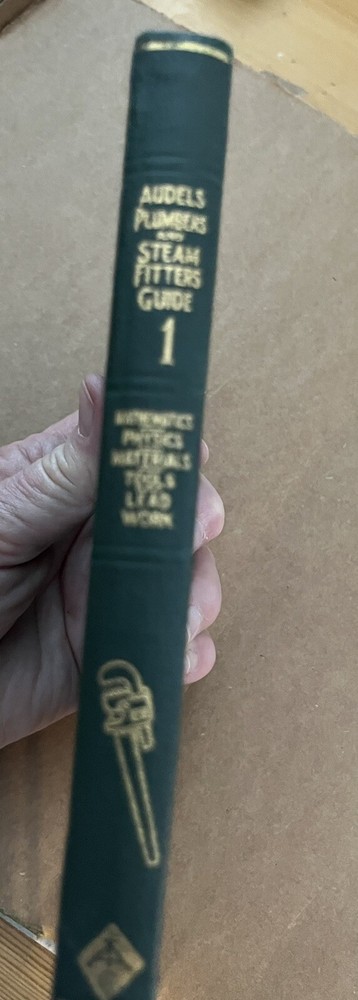 AUDELS
PLUMBERS
AND
STEAM
FITTERS
GUIDE
1
MATHEMATICS
PHYSICS
MATERIALS
TOOLS
LEAD
WORK